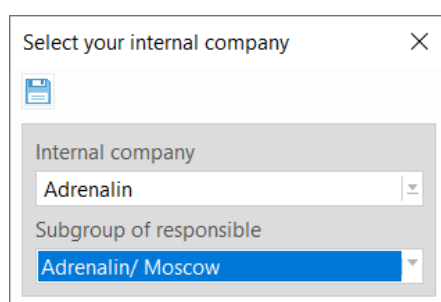 Select your internal company
Internal company
Adrenalin
Subgroup of responsible
Adrenalin/ Moscow